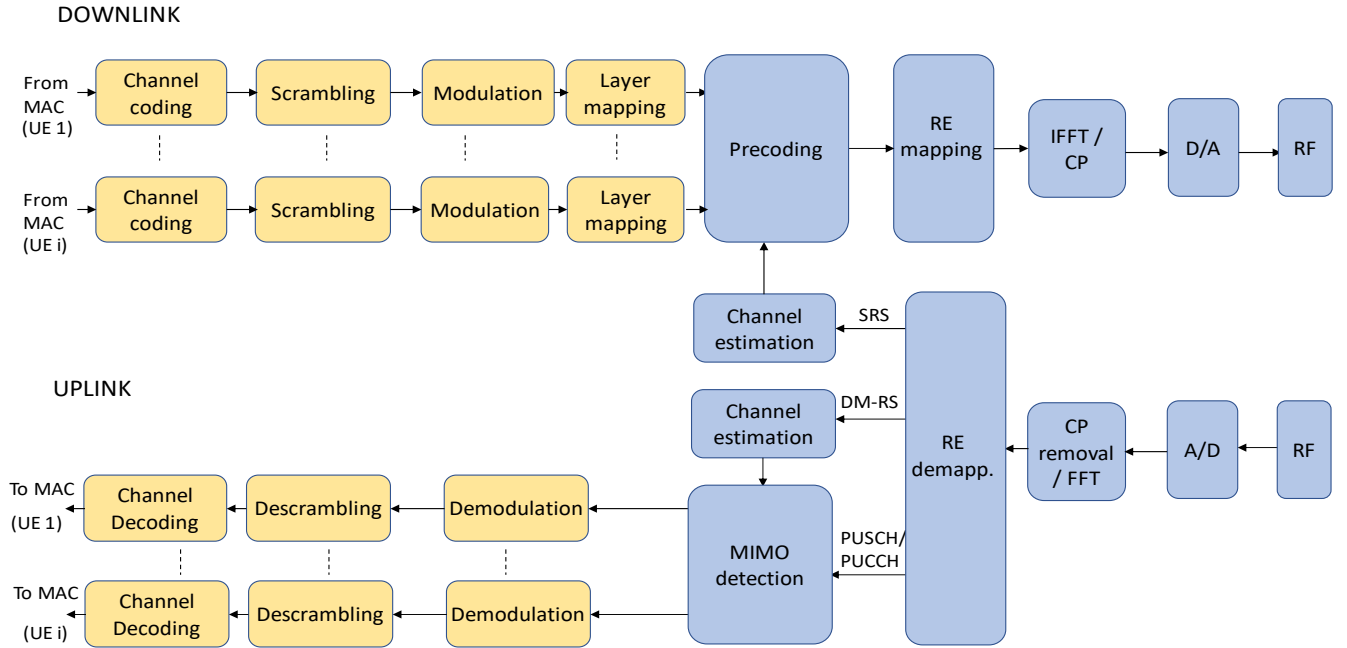 DOWNLINK
From
MAC
(UE 1)
Channel
coding
Scrambling
Modulation
Layer
mapping
Precoding
RE
mapping
IFFT /
CP
D/A
RF
From
MAC
(UE i)
Channel
coding
Scrambling
Modulation
Layer
mapping
Channel
estimation
SRS
UPLINK
Channel
estimation
DM-RS
RE
demapp.
CP
removal
/ FFT
A/D
RF
To MAC
(UE 1)
Channel
Decoding
Descrambling
Demodulation
MIMO
detection
PUSCH/
PUCCH
To MAC
(UE i)
Channel
Decoding
Descrambling
Demodulation